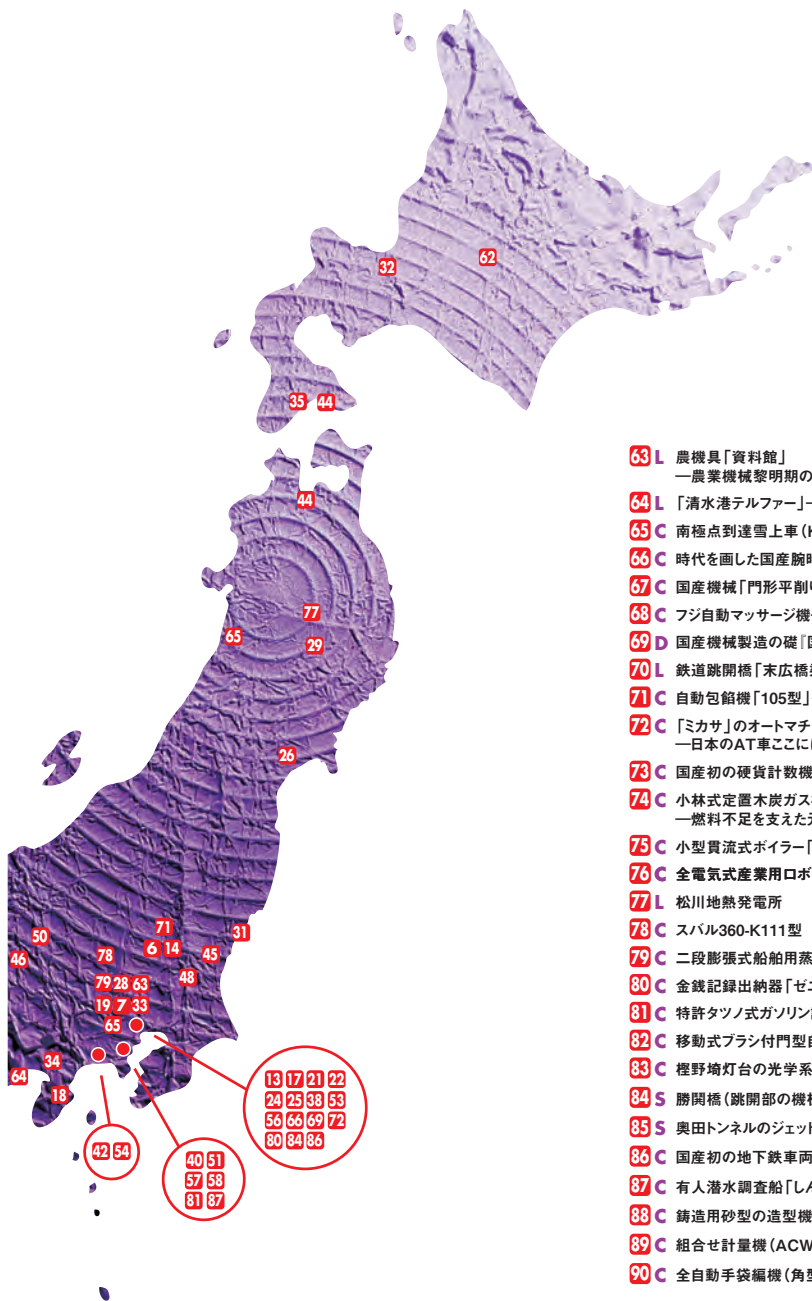 32
62
35 44
44
77
65
29
26
71
31
50
6 14
45
46
78
48
79 28 63
19 7 33
65
34
64
18
13 17 21 22
24 25 38 53
56 66 69 72
80 84 86
42 54
40 51
57 58
81 87
63 L 農機具「資料館」
―農業機械黎明期の
64 L 「清水港テルファー」―
65 C 南極点到達雪上車(K
66 C 時代を画した国産腕時
67 C 国産機械「門形平削り
68 C フジ自動マッサージ機
69 D 国産機械製造の礎『国
70 L 鉄道跳開橋「末広橋梁
71 C 自動包餡機「105型」
72 C 「ミカサ」のオートマチッ
―日本のAT車ここに
73 C 国産初の硬貨計数機
74 C 小林式定置木炭ガス
―燃料不足を支えた
75 C 小型貫流式ボイラー「
76 C 全電気式産業用ロボ
77 L 松川地熱発電所
78 C スバル360-K111型
79 C 二段膨張式船舶用蒸
80 C 金銭記録出納器「ゼニ
81 C 特許タツノ式ガソリン
82 C 移動式ブラシ付門型自
83 C 樫野埼灯台の光学系
84 S 勝鬨橋(跳開部の機械
85 S 奥田トンネルのジェット
86 C 国産初の地下鉄車両
87 C 有人潜水調査船「しん
88 C 鋳造用砂型の造型機
89 C 組合せ計量機(ACW
90 C 全自動手袋編機(角型